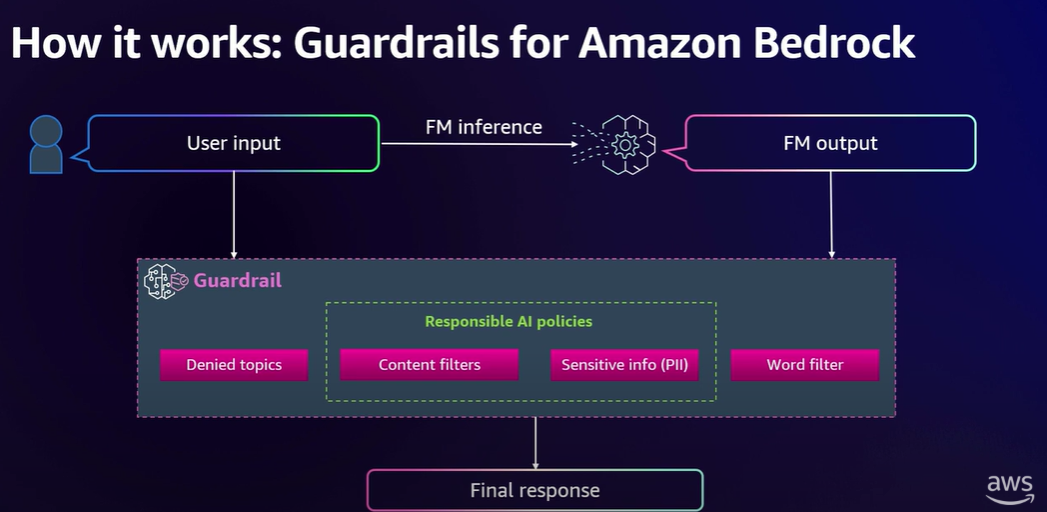 How it works: Guardrails for Amazon Bedrock
User input
FM inference
FM output
Guardrail
Responsible AI policies
Denied topics
Content filters
Sensitive info (PII)
Word filter
Final response
aws